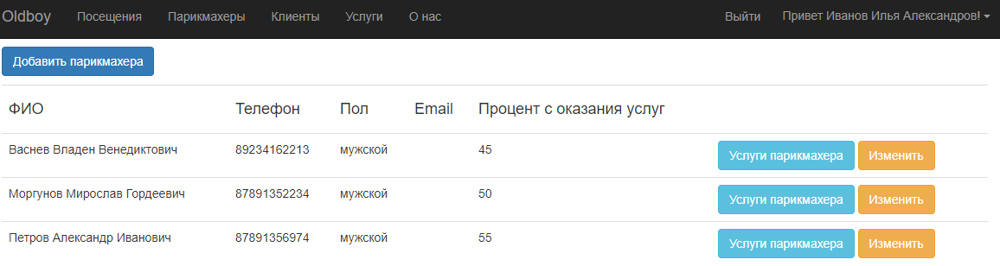 Oldboy Посещения Парикмахеры Клиенты Услуги О нас Выйти Привет Иванов Илья Александров!
Добавить парикмахера
ФИО Телефон Пол Email Процент с оказания услуг
Васнев Владен Венедиктович 89234162213 мужской 45 Услуги парикмахера Изменить
Моргунов Мирослав Гордеевич 87891352234 мужской 50 Услуги парикмахера Изменить
Петров Александр Иванович 87891356974 мужской 55 Услуги парикмахера Изменить